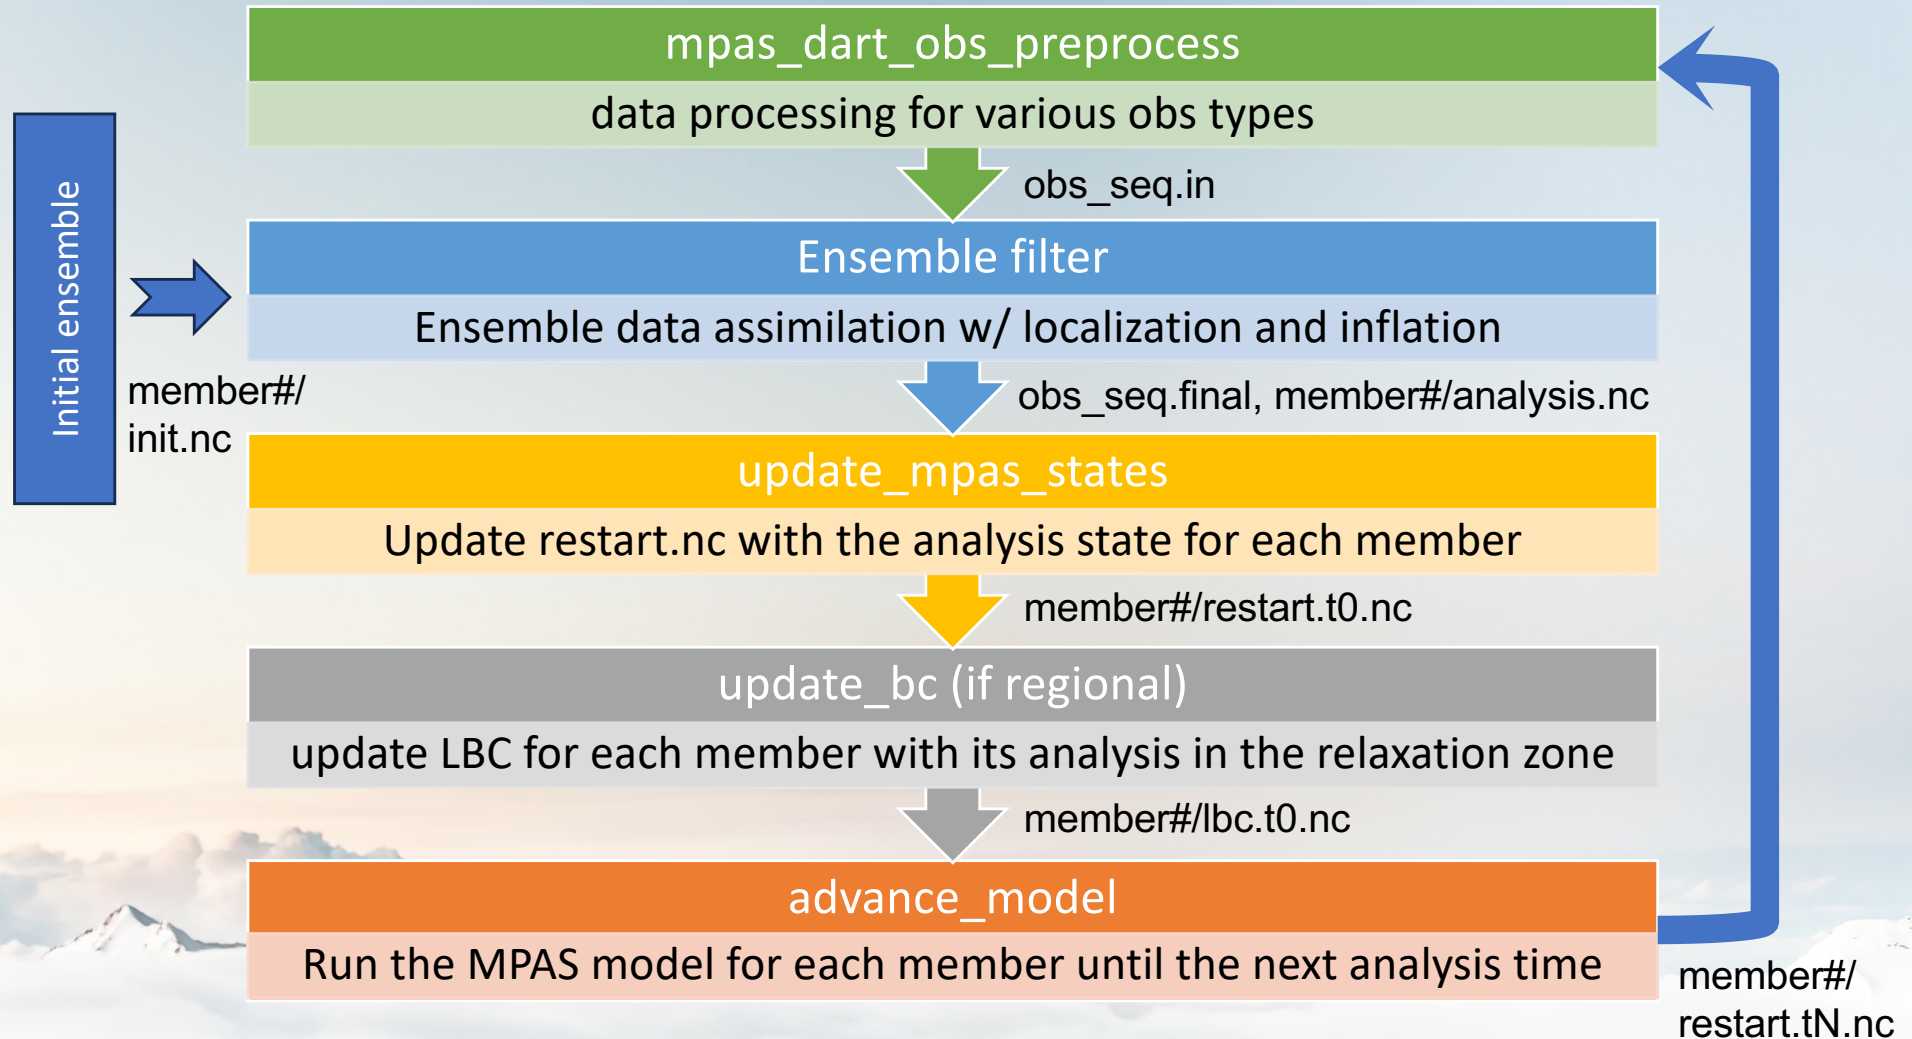 mpas_dart_obs_preprocess
data processing for various obs types
obs_seq.in
Initial ensemble
member#/
init.nc
Ensemble filter
Ensemble data assimilation w/ localization and inflation
obs_seq.final, member#/analysis.nc
update_mpas_states
Update restart.nc with the analysis state for each member
member#/restart.t0.nc
update_bc (if regional)
update LBC for each member with its analysis in the relaxation zone
member#/lbc.t0.nc
advance_model
Run the MPAS model for each member until the next analysis time
member#/
restart.tN.nc